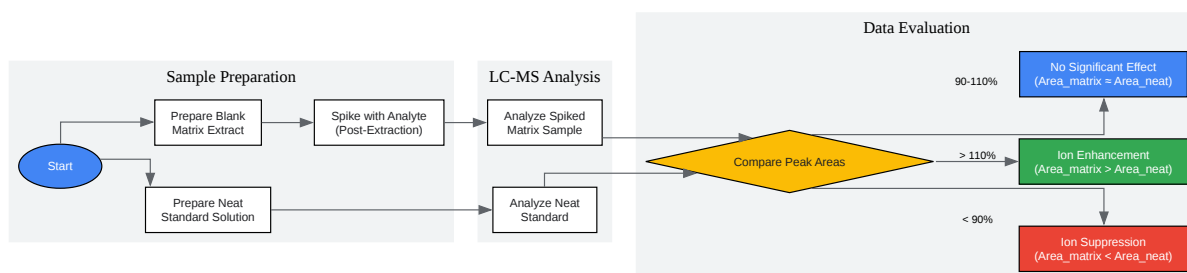 Data Evaluation
Sample Preparation
LC-MS Analysis
Start
Prepare Blank
Matrix Extract
Spike with Analyte
(Post-Extraction)
Analyze Spiked
Matrix Sample
Prepare Neat
Standard Solution
Analyze Neat
Standard
Compare Peak Areas
90-110%
No Significant Effect
(Area_matrix ≈ Area_neat)
> 110%
Ion Enhancement
(Area_matrix > Area_neat)
< 90%
Ion Suppression
(Area_matrix < Area_neat)